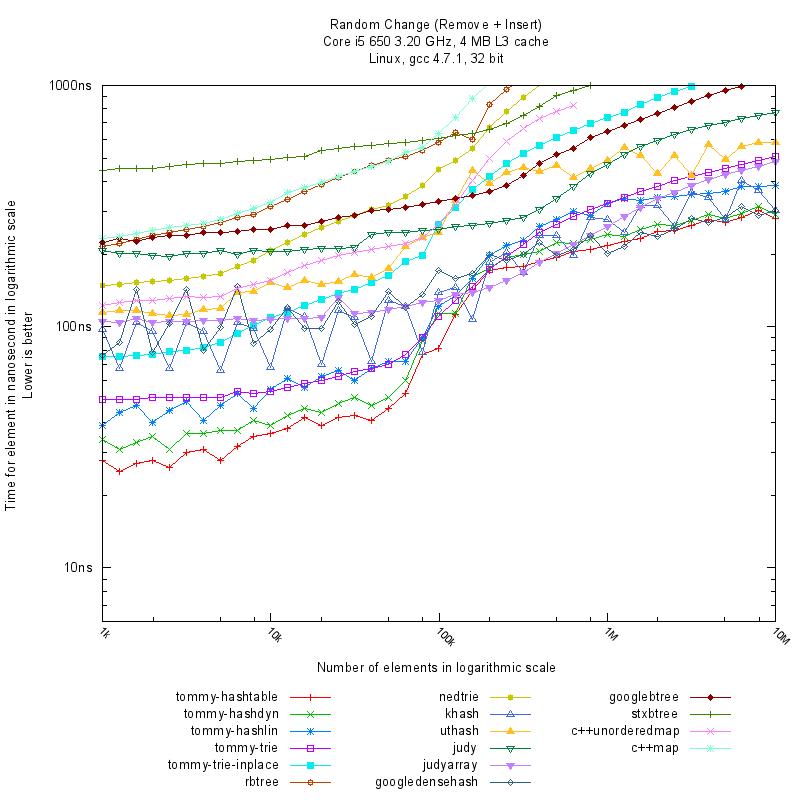 Random Change (Remove + Insert)
Core i5 650 3.20 GHz, 4 MB L3 cache
Linux, gcc 4.7.1, 32 bit
1000ns
100ns
10ns
Time for element in nanosecond in logarithmic scale
Lower is better
1k
10k
100k
1M
10M
Number of elements in logarithmic scale
tommy-hashtable
tommy-hashdyn
tommy-hashlin
tommy-trie
tommy-trie-inplace
rbtree
nedtrie
khash
uthash
judy
judyarray
googledensehash
googlebtree
stxbtree
c++unorderedmap
c++map